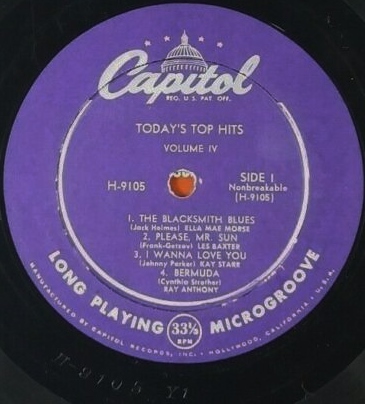 Capitol
REG. U.S. PAT. OFF.
TODAY'S TOP HITS
VOLUME IV
H-9105
SIDE 1
Nonbreakable
(H-9105)
1. THE BLACKSMITH BLUES
(Jack Holmes) ELLA MAE MORSE
2. PLEASE, MR. SUN
(Frank-Getzov) LES BAXTER
3. I WANNA LOVE YOU
(Johnny Parker) KAY STARR
4. BERMUDA
(Cynthia Strother)
RAY ANTHONY
LONG PLAYING 33⅓ RPM MICROGROOVE
MANUFACTURED BY CAPITOL RECORDS, INC. • HOLLYWOOD, CALIFORNIA • U.S.A.
H-9105 Y1